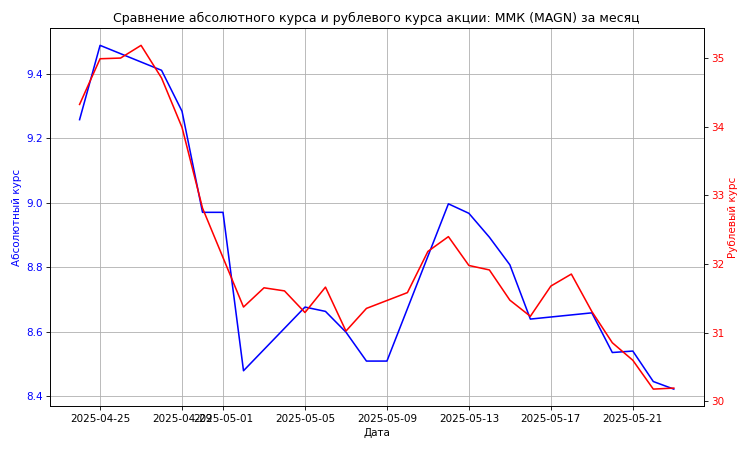 Сравнение абсолютного курса и рублевого курса акции: ММК (MAGN) за месяц
9.4
9.2
9.0
8.8
8.6
8.4
Абсолютный курс
35
34
33
32
31
30
Рублевый курс
2025-04-25 2025-04-29 2025-05-01 2025-05-05 2025-05-09 2025-05-13 2025-05-17 2025-05-21
Дата